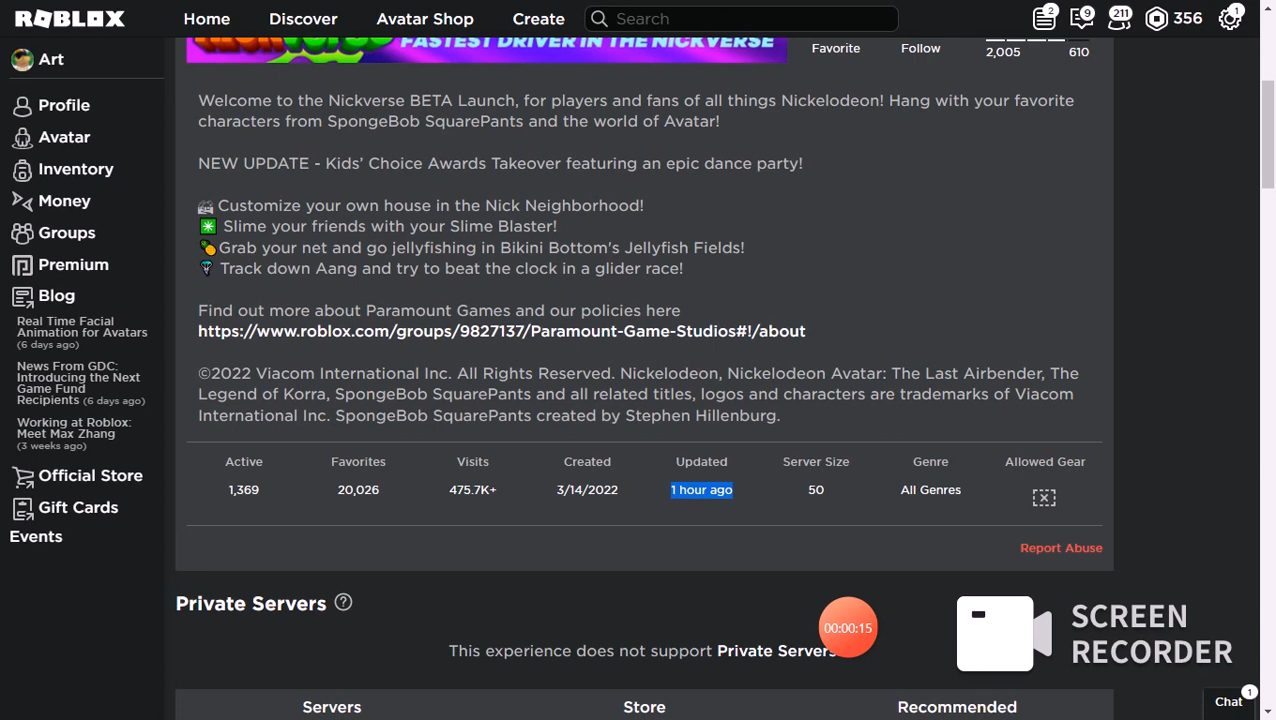 ROBLOX Home Discover Avatar Shop Create Search 2 9 211 356 1
Art
Profile
Avatar
Inventory
Money
Groups
Premium
Blog
Real Time Facial
Animation for Avatars
(6 days ago)
News From GDC:
Introducing the Next
Game Fund
Recipients (6 days ago)
Working at Roblox:
Meet Max Zhang
(3 weeks ago)
Official Store
Gift Cards
Events
FASTEST DRIVER IN THE NICKVERSE
Favorite Follow 2,005 610
Welcome to the Nickverse BETA Launch, for players and fans of all things Nickelodeon! Hang with your favorite
characters from SpongeBob SquarePants and the world of Avatar!
NEW UPDATE - Kids' Choice Awards Takeover featuring an epic dance party!
Customize your own house in the Nick Neighborhood!
Slime your friends with your Slime Blaster!
Grab your net and go jellyfishing in Bikini Bottom's Jellyfish Fields!
Track down Aang and try to beat the clock in a glider race!
Find out more about Paramount Games and our policies here
https://www.roblox.com/groups/9827137/Paramount-Game-Studios#!/about
©2022 Viacom International Inc. All Rights Reserved. Nickelodeon, Nickelodeon Avatar: The Last Airbender, The
Legend of Korra, SpongeBob SquarePants and all related titles, logos and characters are trademarks of Viacom
International Inc. SpongeBob SquarePants created by Stephen Hillenburg.
Active Favorites Visits Created Updated Server Size Genre Allowed Gear
1,369 20,026 475.7K+ 3/14/2022 1 hour ago 50 All Genres
Report Abuse
Private Servers
This experience does not support Private Servers
00:00:15
SCREEN
RECORDER
Servers Store Recommended
Chat 1